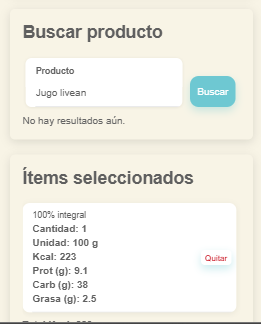 Buscar producto
Producto
Jugo livean
Buscar
No hay resultados aún.
Ítems seleccionados
100% integral
Cantidad: 1
Unidad: 100 g
Kcal: 223
Quitar
Prot (g): 9.1
Carb (g): 38
Grasa (g): 2.5